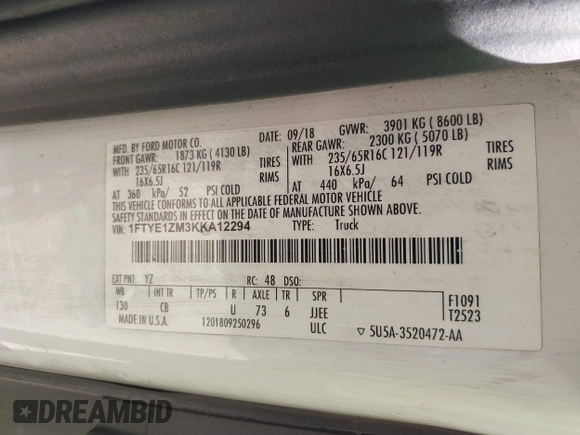 MFD. BY FORD MOTOR CO. DATE: 09/18 GVWR: 3901 KG ( 8600 LB)
FRONT GAWR: 1873 KG ( 4130 LB) REAR GAWR: 2300 KG ( 5070 LB)
WITH 235/65R16C 121/119R TIRES WITH 235/65R16C 121/119R TIRES
16X6.5J RIMS 16X6.5J RIMS
AT 360 kPa/ 52 PSI COLD AT 440 kPa/ 64 PSI COLD
THIS VEHICLE CONFORMS TO ALL APPLICABLE FEDERAL MOTOR VEHICLE
SAFETY STANDARDS IN EFFECT ON THE DATE OF MANUFACTURE SHOWN ABOVE.
VIN: 1FTYE1ZM3KKA12294 TYPE: Truck
EXT PNT: YZ RC: 48 DSO:
WB INT TR TP/PS R AXLE TR SPR F1091
130 CB U 73 6 JJEE T2523
MADE IN U.S.A. 1201809250296 ULC ▽ 5U5A-3520472-AA
DREAMBID